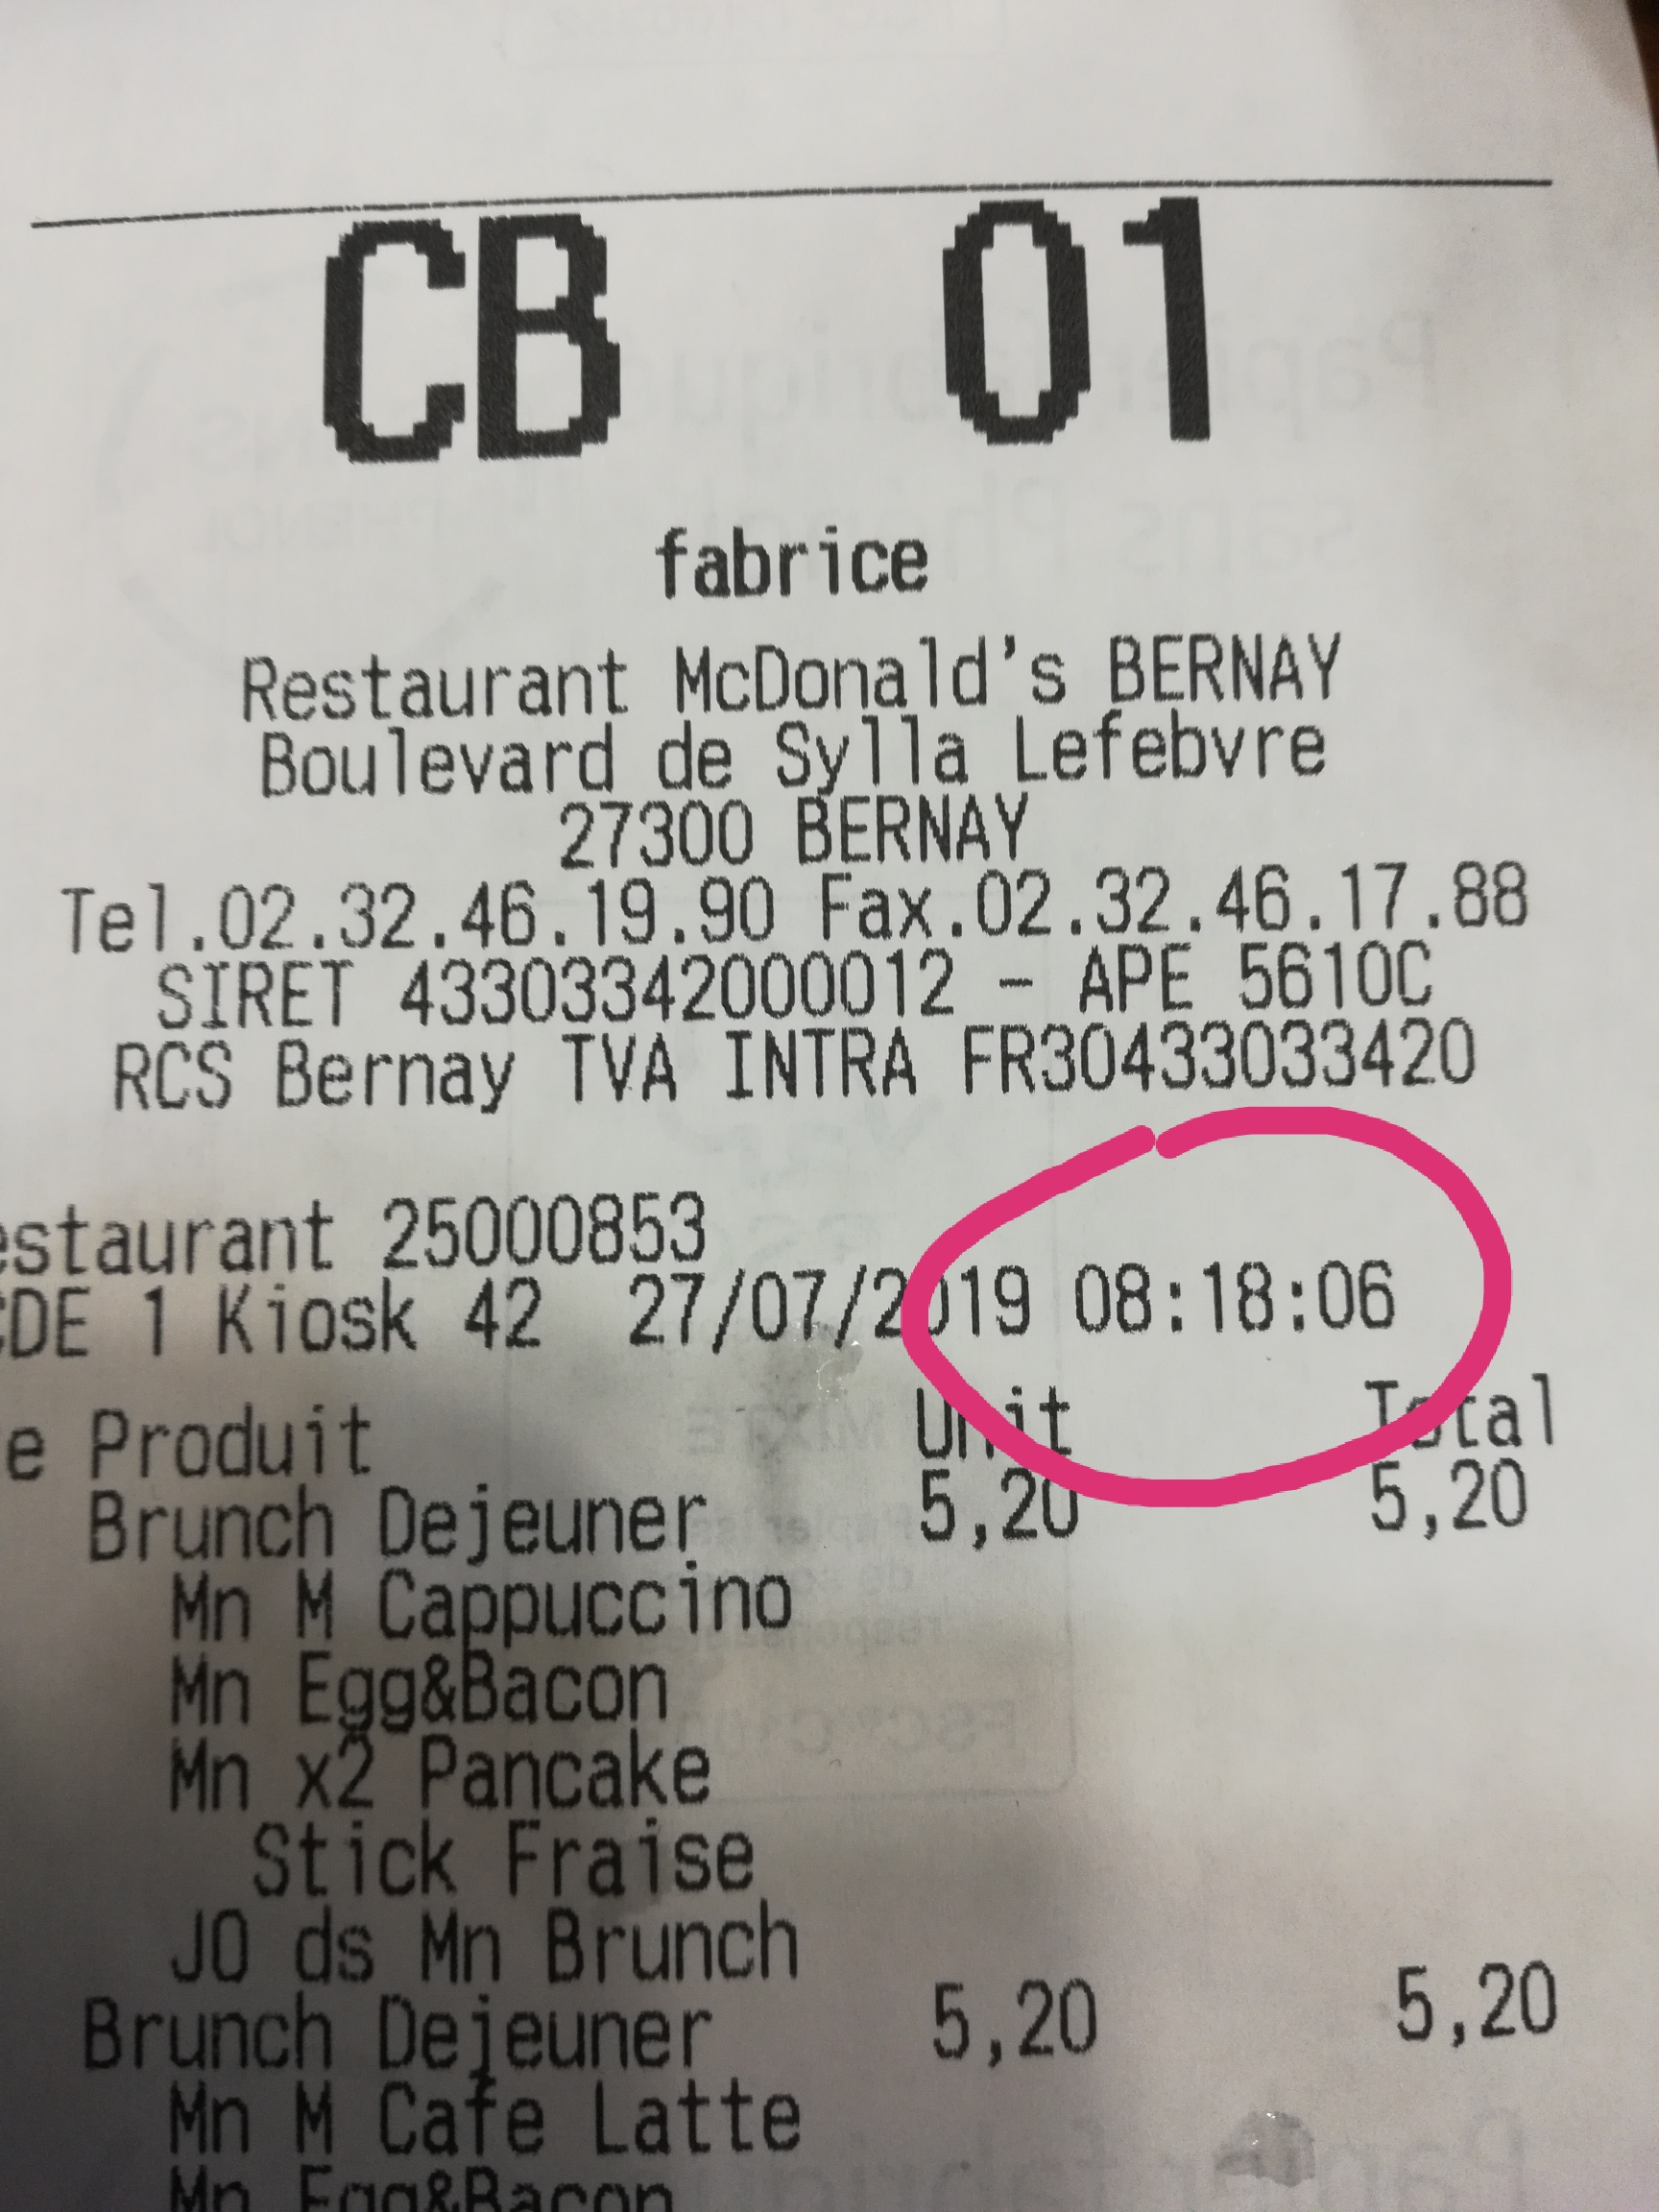 CB 01
fabrice
Restaurant McDonald's BERNAY
Boulevard de Sylla Lefebvre
27300 BERNAY
Tel.02.32.46.19.90 Fax.02.32.46.17.88
SIRET 43303342000012 - APE 5610C
RCS Bernay TVA INTRA FR30433033420
estaurant 25000853
CDE 1 Kiosk 42 27/07/2019 08:18:06
e Produit Unit Total
Brunch Dejeuner 5,20 5,20
Mn M Cappuccino
Mn Egg&Bacon
Mn x2 Pancake
Stick Fraise
JO ds Mn Brunch
Brunch Dejeuner 5,20 5,20
Mn M Cafe Latte
Mn Egg&Bacon